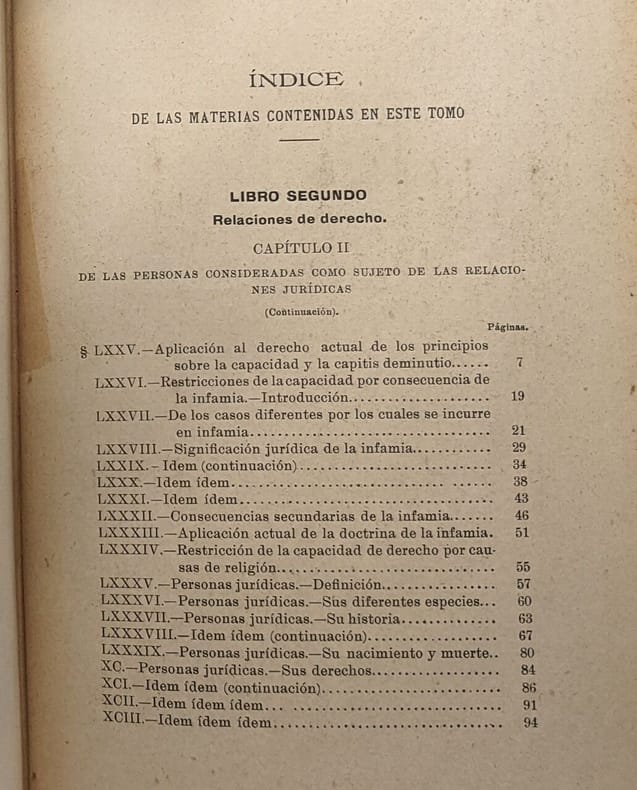 ÍNDICE
DE LAS MATERIAS CONTENIDAS EN ESTE TOMO
LIBRO SEGUNDO
Relaciones de derecho.
CAPÍTULO II
DE LAS PERSONAS CONSIDERADAS COMO SUJETO DE LAS RELACIO-
NES JURÍDICAS
(Continuación).
Páginas.
§ LXXV.—Aplicación al derecho actual de los principios
sobre la capacidad y la capitis deminutio...... 7
LXXVI.—Restricciones de la capacidad por consecuencia de
la infamia.—Introducción..................... 19
LXXVII.—De los casos diferentes por los cuales se incurre
en infamia.................................... 21
LXXVIII.—Significación jurídica de la infamia............ 29
LXXIX.—Idem (continuación)............................. 34
LXXX.—Idem ídem....................................... 38
LXXXI.—Idem ídem...................................... 43
LXXXII.—Consecuencias secundarias de la infamia....... 46
LXXXIII.—Aplicación actual de la doctrina de la infamia. 51
LXXXIV.—Restricción de la capacidad de derecho por cau-
sas de religión................................. 55
LXXXV.—Personas jurídicas.—Definición................. 57
LXXXVI.—Personas jurídicas.—Sus diferentes especies... 60
LXXXVII.—Personas jurídicas.—Su historia.............. 63
LXXXVIII.—Idem ídem (continuación)................... 67
LXXXIX.—Personas jurídicas.—Su nacimiento y muerte.. 80
XC.—Personas jurídicas.—Sus derechos................... 84
XCI.—Idem ídem (continuación).......................... 86
XCII.—Idem ídem ídem... .............................. 91
XCIII.—Idem ídem ídem.................................. 94